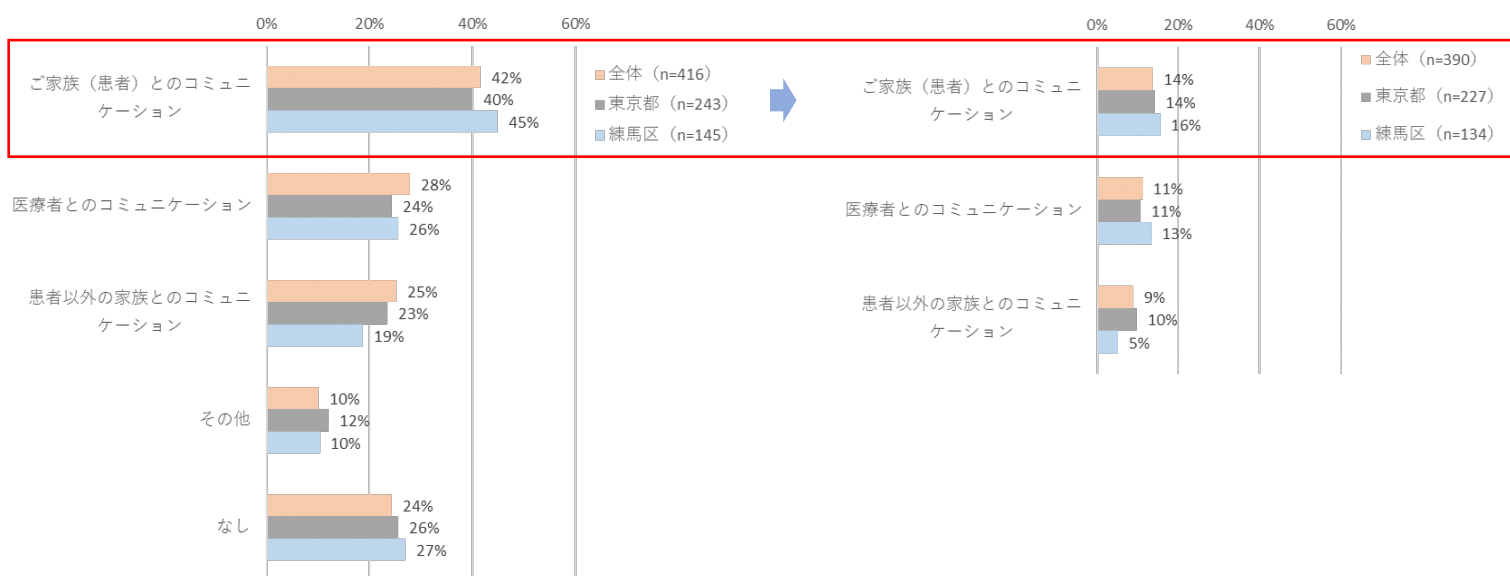 0%
20%
40%
60%
ご家族（患者）とのコミュニ
ケーション
42%
40%
45%
全体（n=416）
東京都（n=243）
練馬区（n=145）
医療者とのコミュニケーション
28%
24%
26%
患者以外の家族とのコミュニ
ケーション
25%
23%
19%
その他
10%
12%
10%
なし
24%
26%
27%
0%
20%
40%
60%
ご家族（患者）とのコミュニ
ケーション
14%
14%
16%
全体（n=390）
東京都（n=227）
練馬区（n=134）
医療者とのコミュニケーション
11%
11%
13%
患者以外の家族とのコミュニ
ケーション
9%
10%
5%